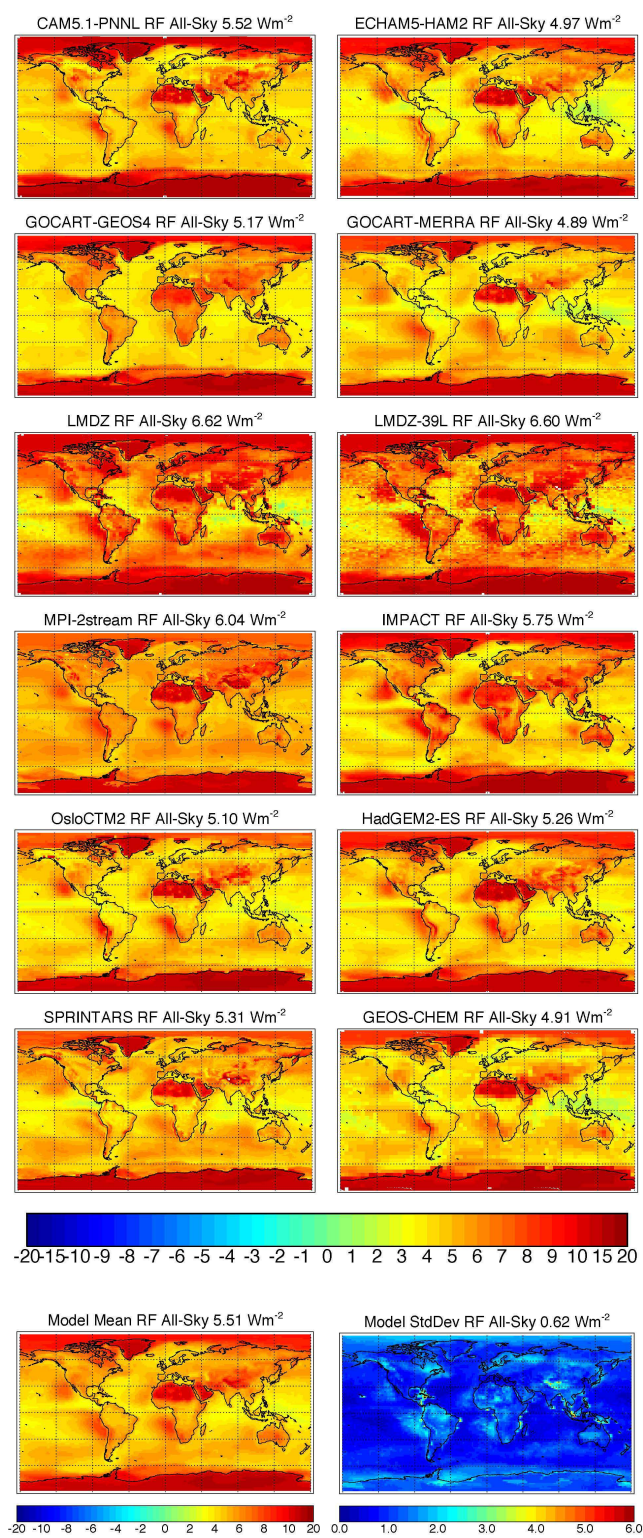 CAM5.1-PNNL RF All-Sky 5.52 Wm-2
ECHAM5-HAM2 RF All-Sky 4.97 Wm-2
GOCART-GEOS4 RF All-Sky 5.17 Wm-2
GOCART-MERRA RF All-Sky 4.89 Wm-2
LMDZ RF All-Sky 6.62 Wm-2
LMDZ-39L RF All-Sky 6.60 Wm-2
MPI-2stream RF All-Sky 6.04 Wm-2
IMPACT RF All-Sky 5.75 Wm-2
OsloCTM2 RF All-Sky 5.10 Wm-2
HadGEM2-ES RF All-Sky 5.26 Wm-2
SPRINTARS RF All-Sky 5.31 Wm-2
GEOS-CHEM RF All-Sky 4.91 Wm-2
-20 -15 -10 -9 -8 -7 -6 -5 -4 -3 -2 -1 0 1 2 3 4 5 6 7 8 9 10 15 20
Model Mean RF All-Sky 5.51 Wm-2
Model StdDev RF All-Sky 0.62 Wm-2
-20 -10 -8 -6 -4 -2 0 2 4 6 8 10 20
0.0 1.0 2.0 3.0 4.0 5.0 6.0